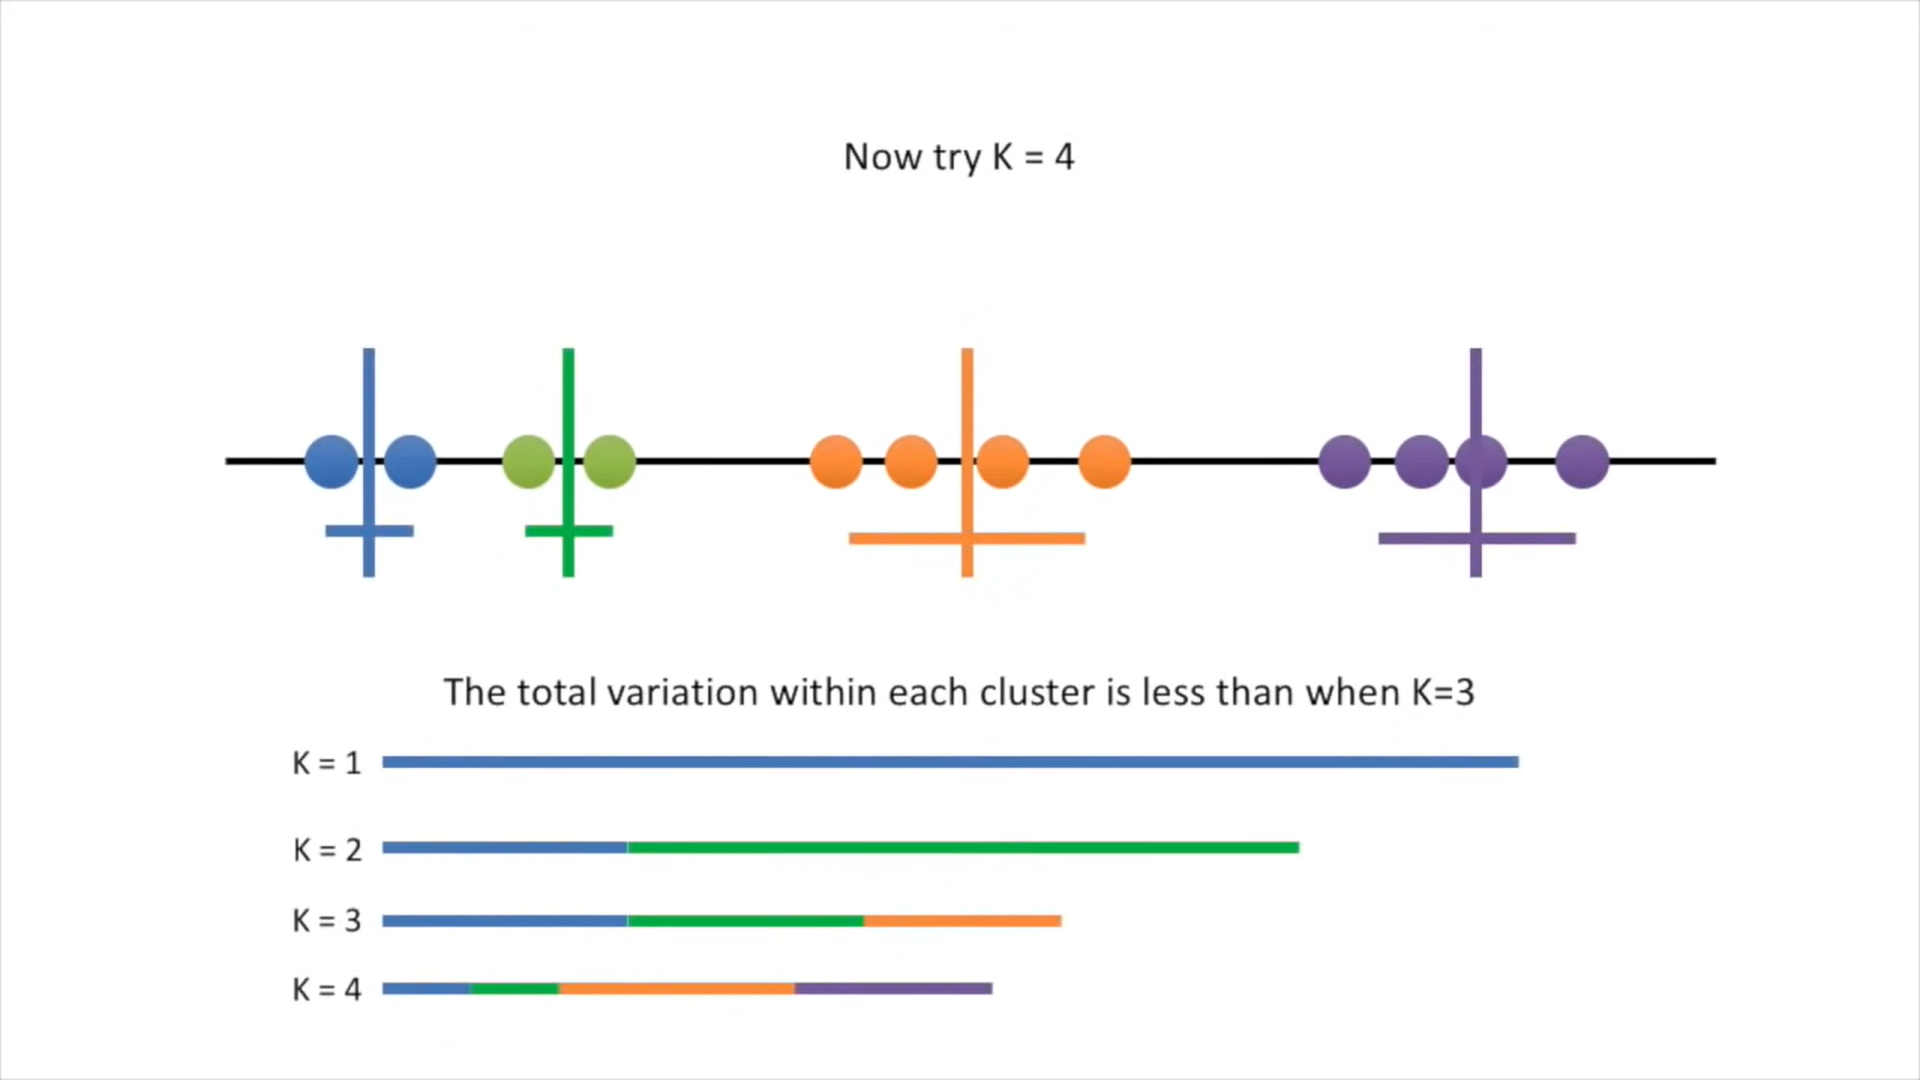 Now try K = 4
The total variation within each cluster is less than when K=3
K = 1
K = 2
K = 3
K = 4